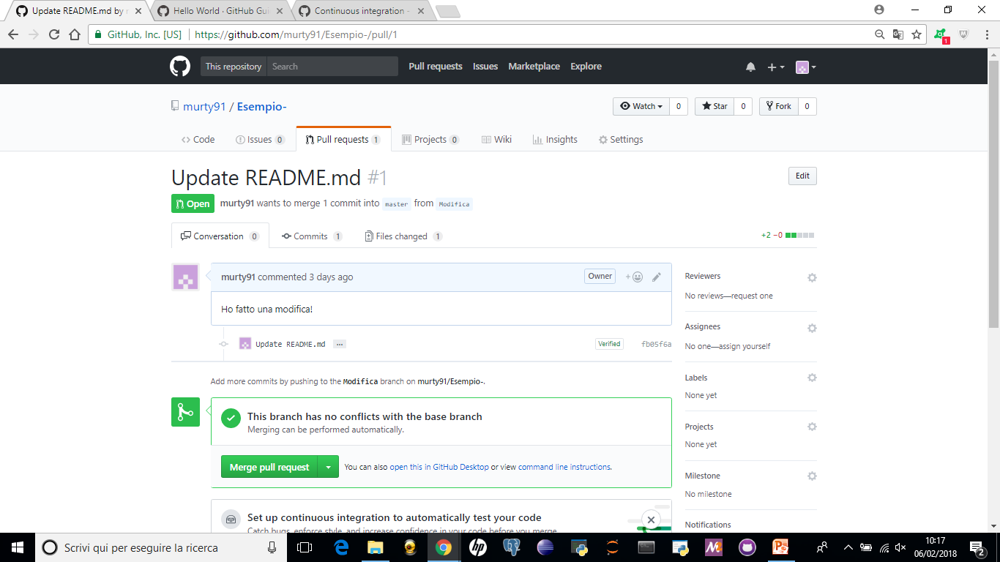 Update README.md by
Hello World · GitHub Gui
Continuous integration -
GitHub, Inc. [US] https://github.com/murty91/Esempio-/pull/1
1
This repository Search Pull requests Issues Marketplace Explore
murty91 / Esempio-
Watch 0 Star 0 Fork 0
Code Issues 0 Pull requests 1 Projects 0 Wiki Insights Settings
Update README.md #1
Edit
Open murty91 wants to merge 1 commit into master from Modifica
Conversation 0 Commits 1 Files changed 1 +2 −0
murty91 commented 3 days ago Owner
Ho fatto una modifica!
Update README.md ... Verified fb05f6a
Add more commits by pushing to the Modifica branch on murty91/Esempio-.
This branch has no conflicts with the base branch
Merging can be performed automatically.
Merge pull request You can also open this in GitHub Desktop or view command line instructions.
Set up continuous integration to automatically test your code
Catch bugs, enforce style, and increase confidence in your code before you merge
Reviewers
No reviews—request one
Assignees
No one—assign yourself
Labels
None yet
Projects
None yet
Milestone
No milestone
Notifications
Scrivi qui per eseguire la ricerca
10:17
06/02/2018
2